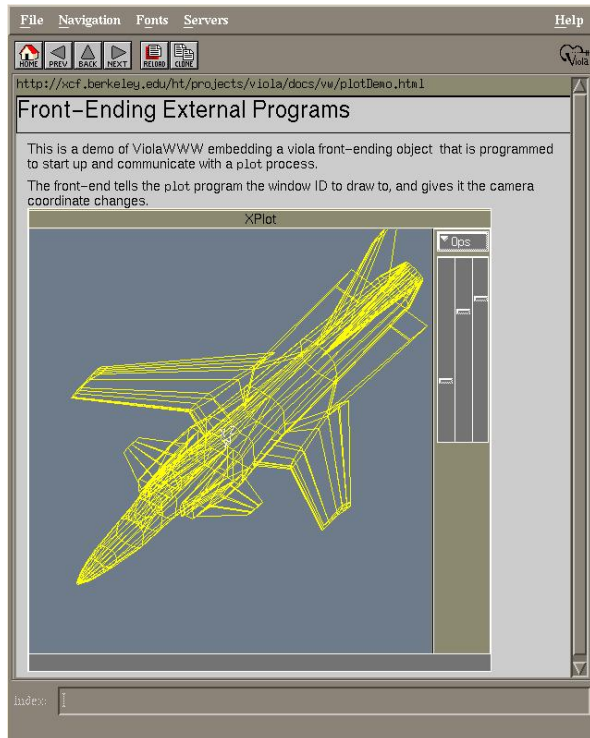 File Navigation Fonts Servers Help
HOME PREV BACK NEXT RELOAD CLONE Viola
http://xcf.berkeley.edu/ht/projects/viola/docs/vw/plotDemo.html
Front-Ending External Programs
This is a demo of ViolaWWW embedding a viola front-ending object that is programmed
to start up and communicate with a plot process.
The front-end tells the plot program the window ID to draw to, and gives it the camera
coordinate changes.
XPlot
Ops
Index: